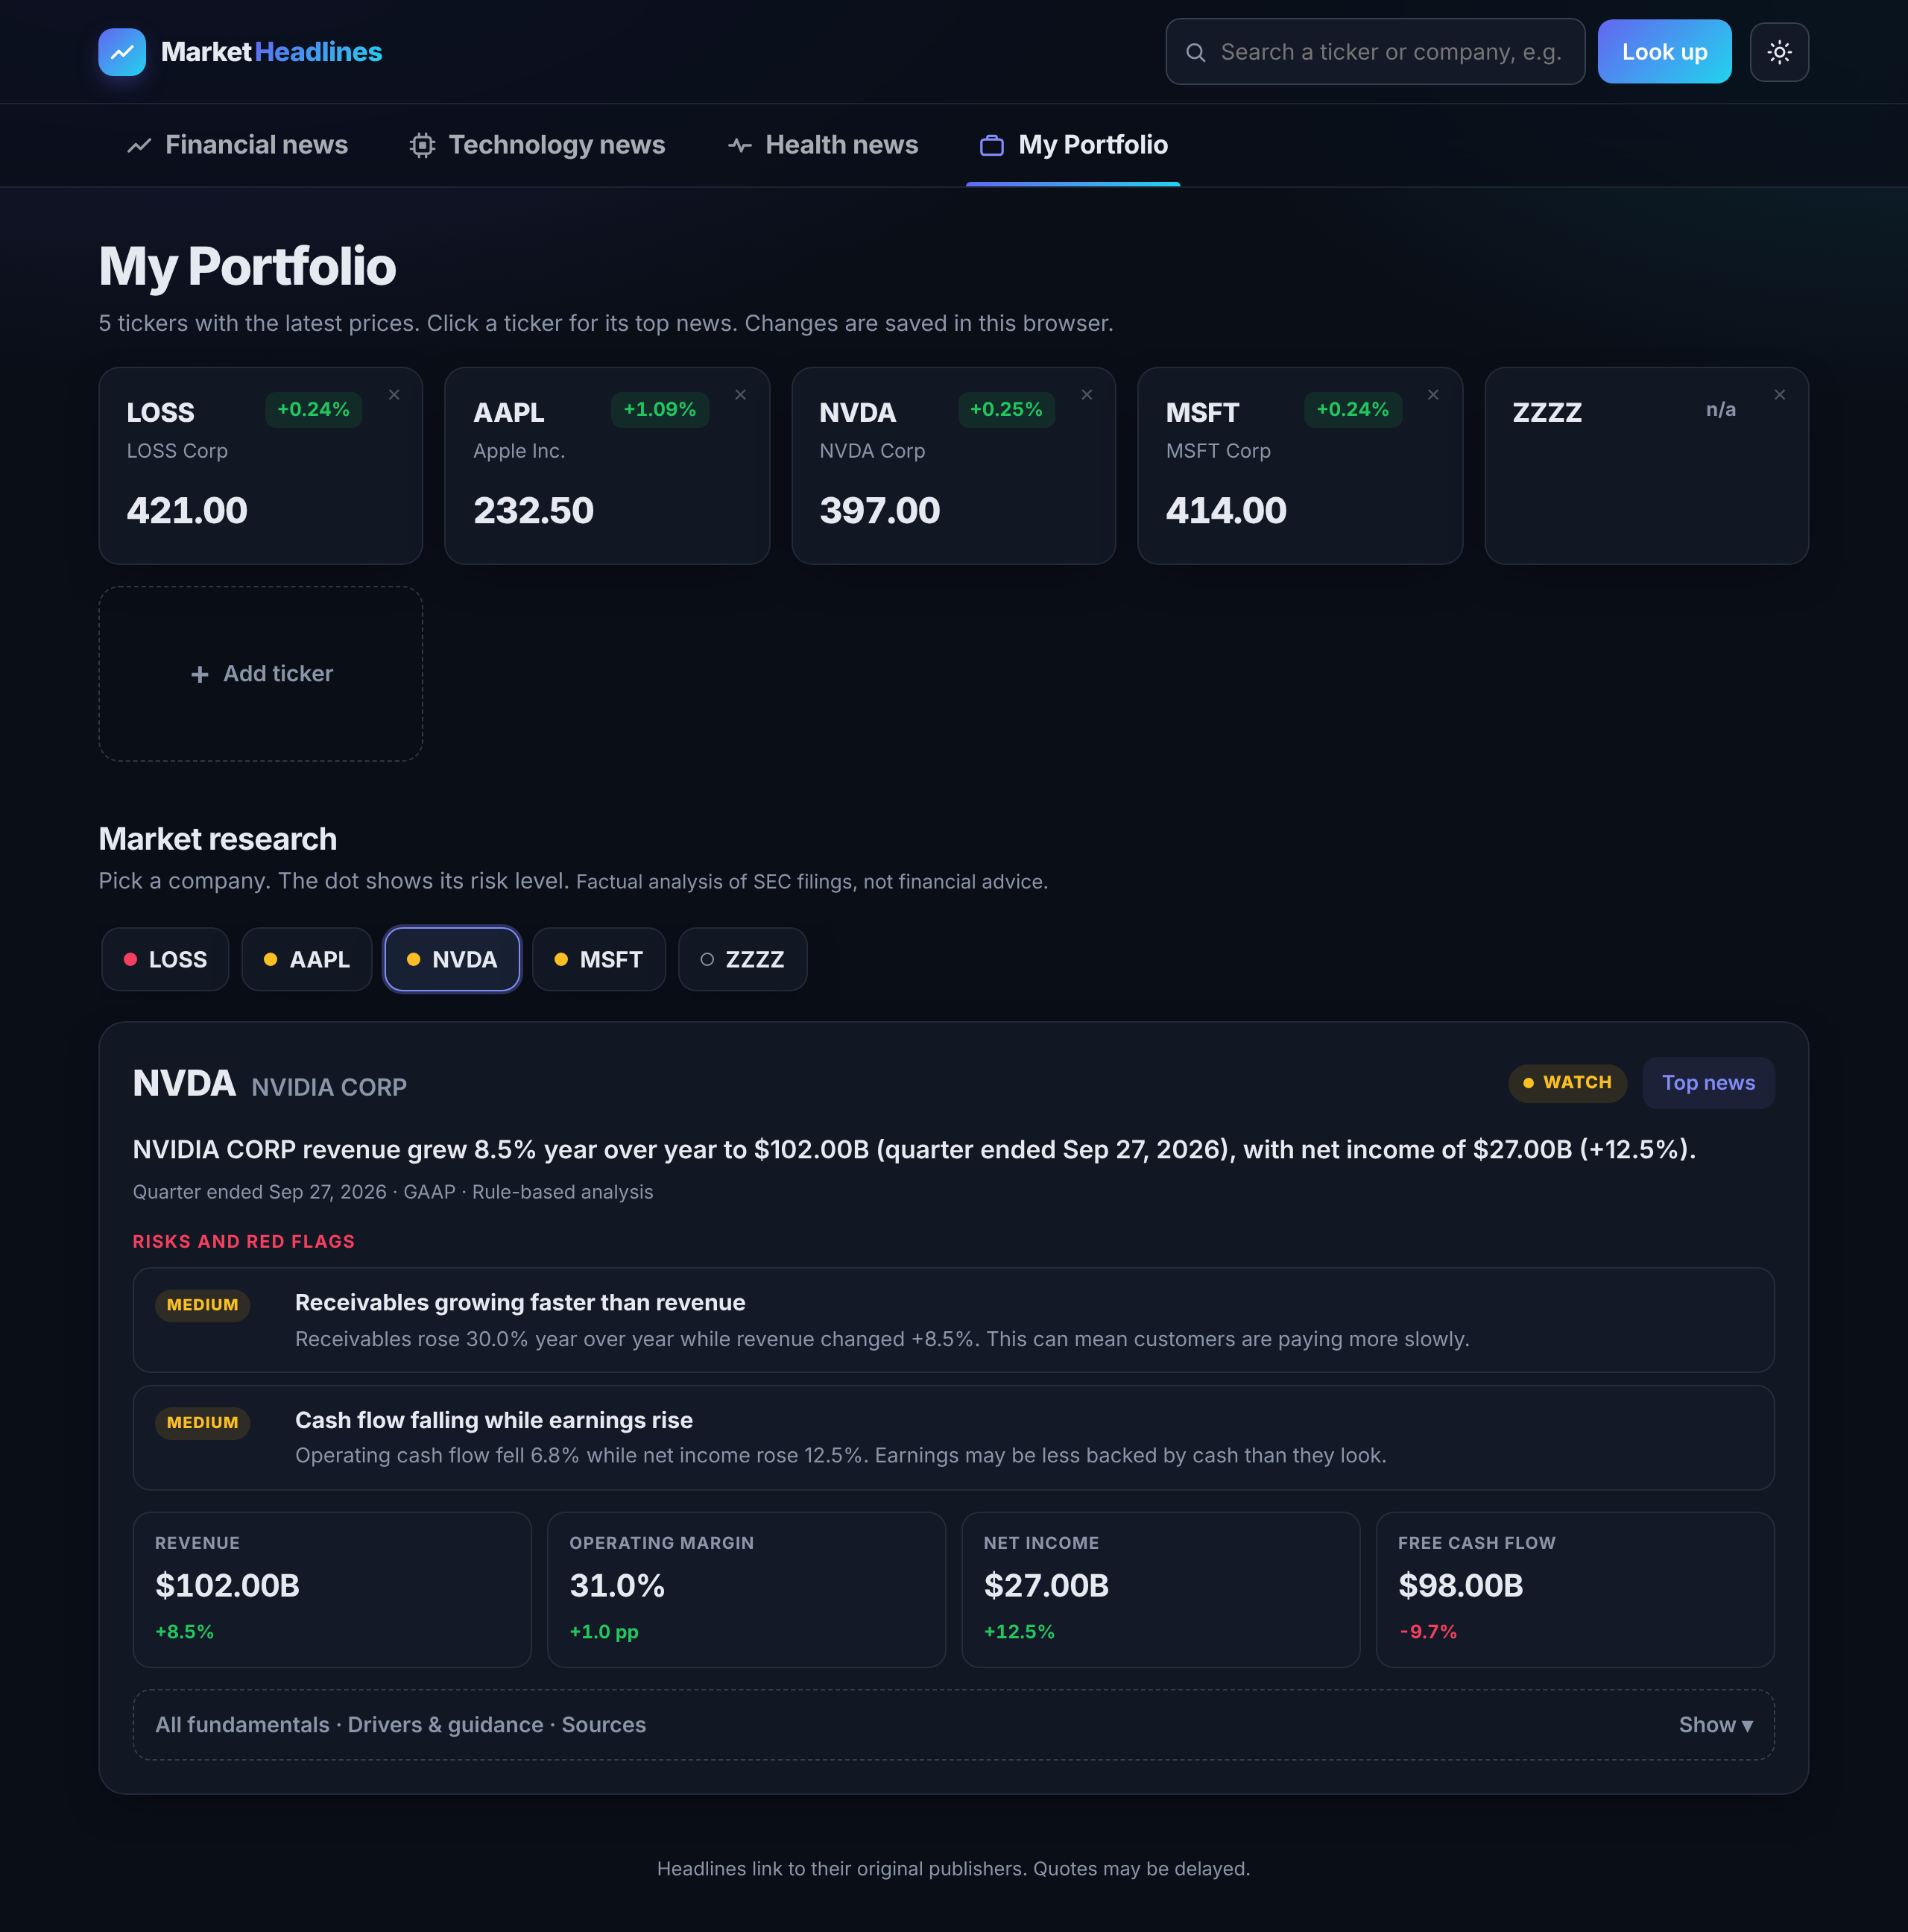 MarketHeadlines
Search a ticker or company, e.g.
Look up
Financial news
Technology news
Health news
My Portfolio
My Portfolio
5 tickers with the latest prices. Click a ticker for its top news. Changes are saved in this browser.
LOSS +0.24% ×
LOSS Corp
421.00
AAPL +1.09% ×
Apple Inc.
232.50
NVDA +0.25% ×
NVDA Corp
397.00
MSFT +0.24% ×
MSFT Corp
414.00
ZZZZ n/a ×
+ Add ticker
Market research
Pick a company. The dot shows its risk level. Factual analysis of SEC filings, not financial advice.
LOSS
AAPL
NVDA
MSFT
ZZZZ
NVDA NVIDIA CORP
WATCH
Top news
NVIDIA CORP revenue grew 8.5% year over year to $102.00B (quarter ended Sep 27, 2026), with net income of $27.00B (+12.5%).
Quarter ended Sep 27, 2026 · GAAP · Rule-based analysis
RISKS AND RED FLAGS
MEDIUM
Receivables growing faster than revenue
Receivables rose 30.0% year over year while revenue changed +8.5%. This can mean customers are paying more slowly.
MEDIUM
Cash flow falling while earnings rise
Operating cash flow fell 6.8% while net income rose 12.5%. Earnings may be less backed by cash than they look.
REVENUE
$102.00B
+8.5%
OPERATING MARGIN
31.0%
+1.0 pp
NET INCOME
$27.00B
+12.5%
FREE CASH FLOW
$98.00B
-9.7%
All fundamentals · Drivers & guidance · Sources
Show ▾
Headlines link to their original publishers. Quotes may be delayed.